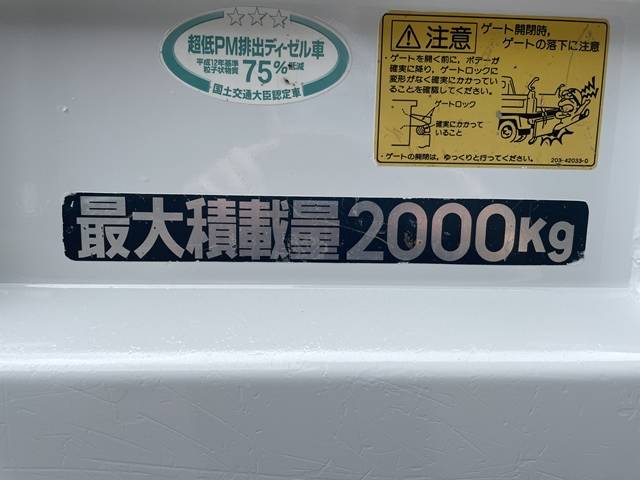 超低PM排出ディーゼル車
平成12年基準
粒子状物質
75%低減
国土交通大臣認定車
注意
ゲート開閉時,
ゲートの落下に注意
・ゲートを開く前に, ボデーが
確実に降り, ゲートロックに
変形がなく確実にかかってい
ることを確認してください。
ゲートロック
確実にかかって
いること
・ゲートの開閉は, ゆっくりと行ってください。
203-42033-0
最大積載量2000Kg